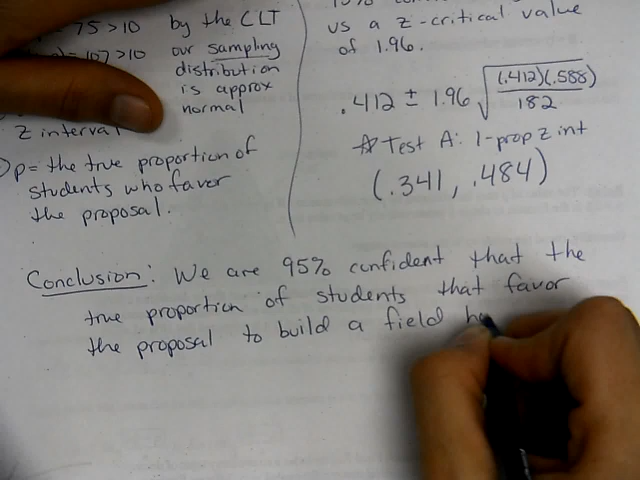 = 75 > 10 by the CLT
= 107 > 10 our sampling
distribution
is approx
normal
Z interval
p = the true proportion of
students who favor
the proposal.
us a z-critical value
of 1.96.
.412 ± 1.96 √((.412)(.588)/182)
☆ Test A: 1-prop z int
(.341, .484)
Conclusion: We are 95% confident that the
true proportion of students that favor
the proposal to build a field